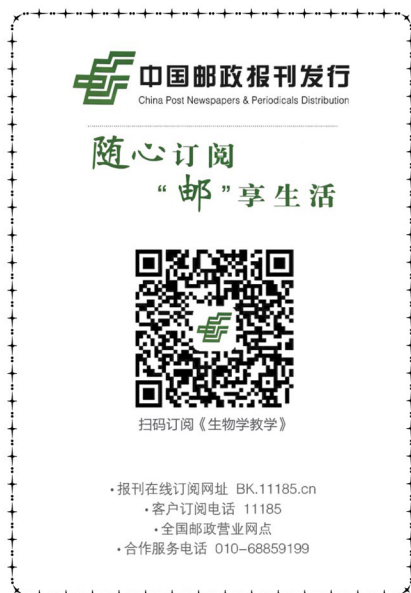 中国邮政报刊发行
China Post Newspapers & Periodicals Distribution
随心订阅
“邮”享生活
扫码订阅《生物学教学》
·报刊在线订阅网址 BK.11185.cn
·客户订阅电话 11185
·全国邮政营业网点
·合作服务电话 010-68859199